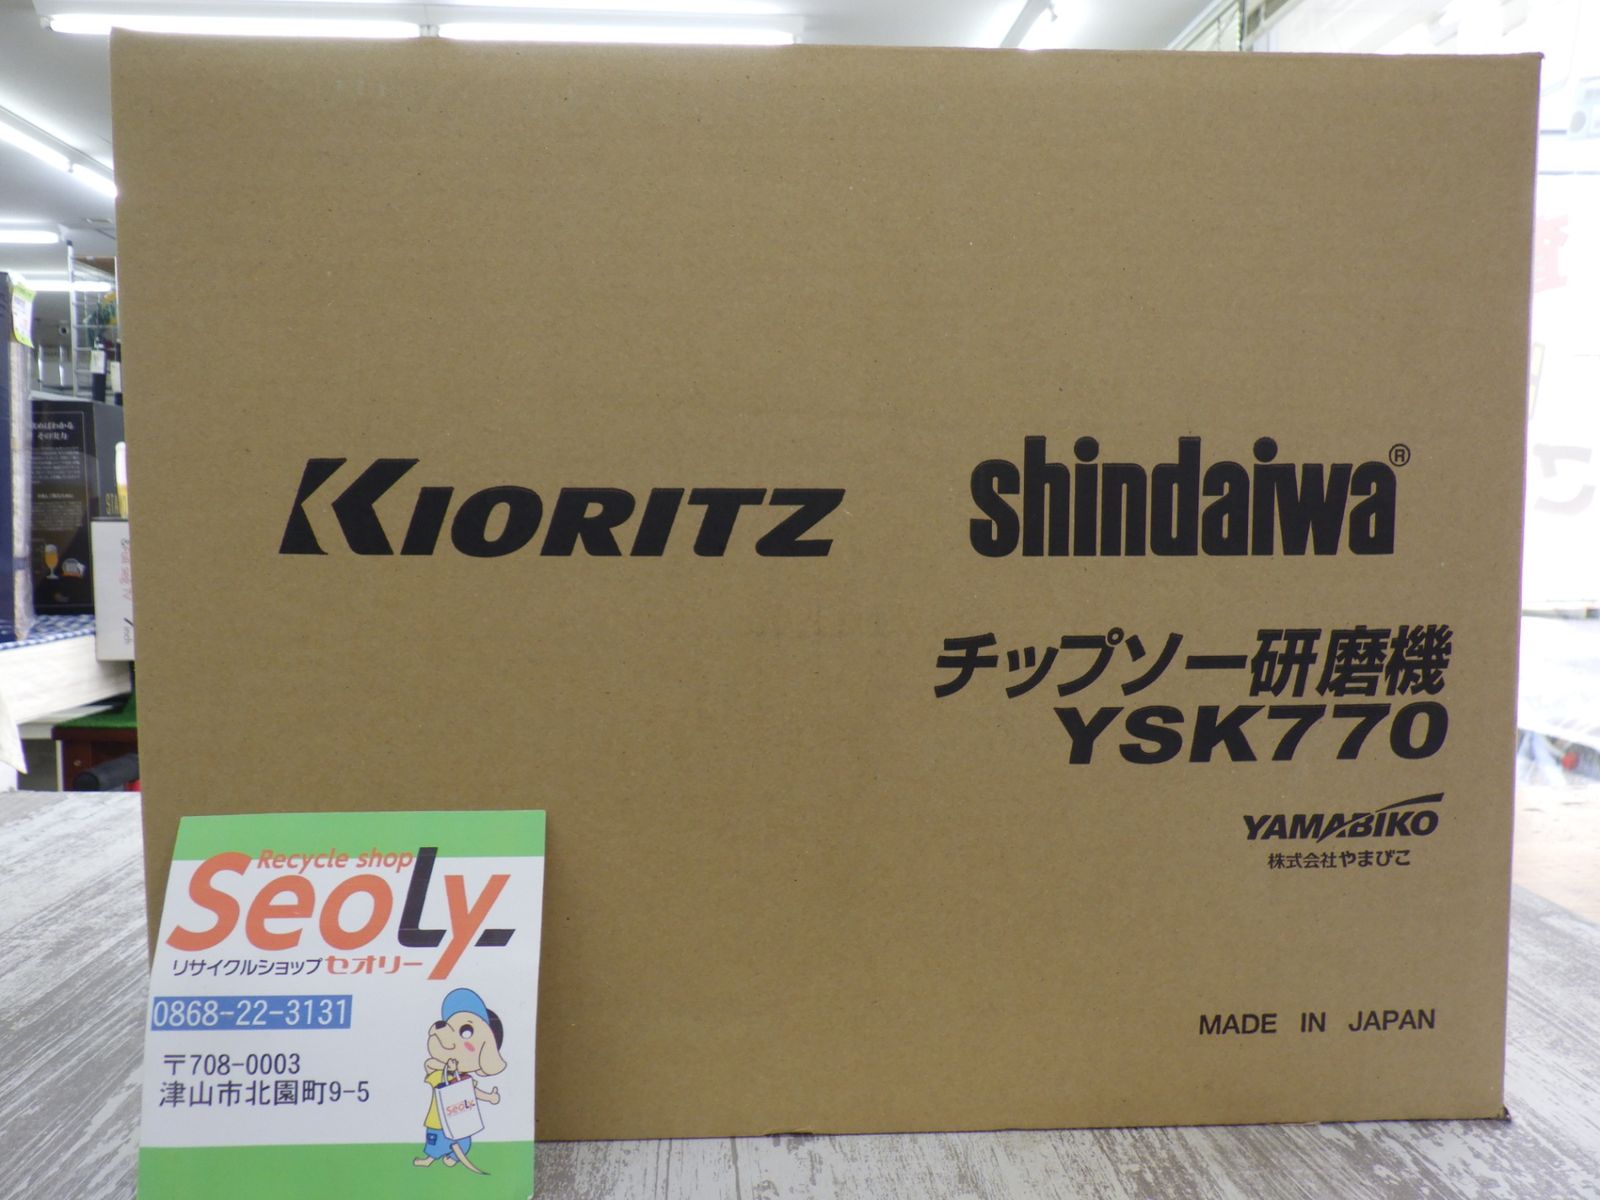 KIORITZ
shindaiwa®
チップソー研磨機
YSK770
YAMABIKO
株式会社やまびこ
MADE IN JAPAN
Recycle shop
SeoLy
リサイクルショップセオリー
0868-22-3131
〒708-0003
津山市北園町9-5
SeoLy